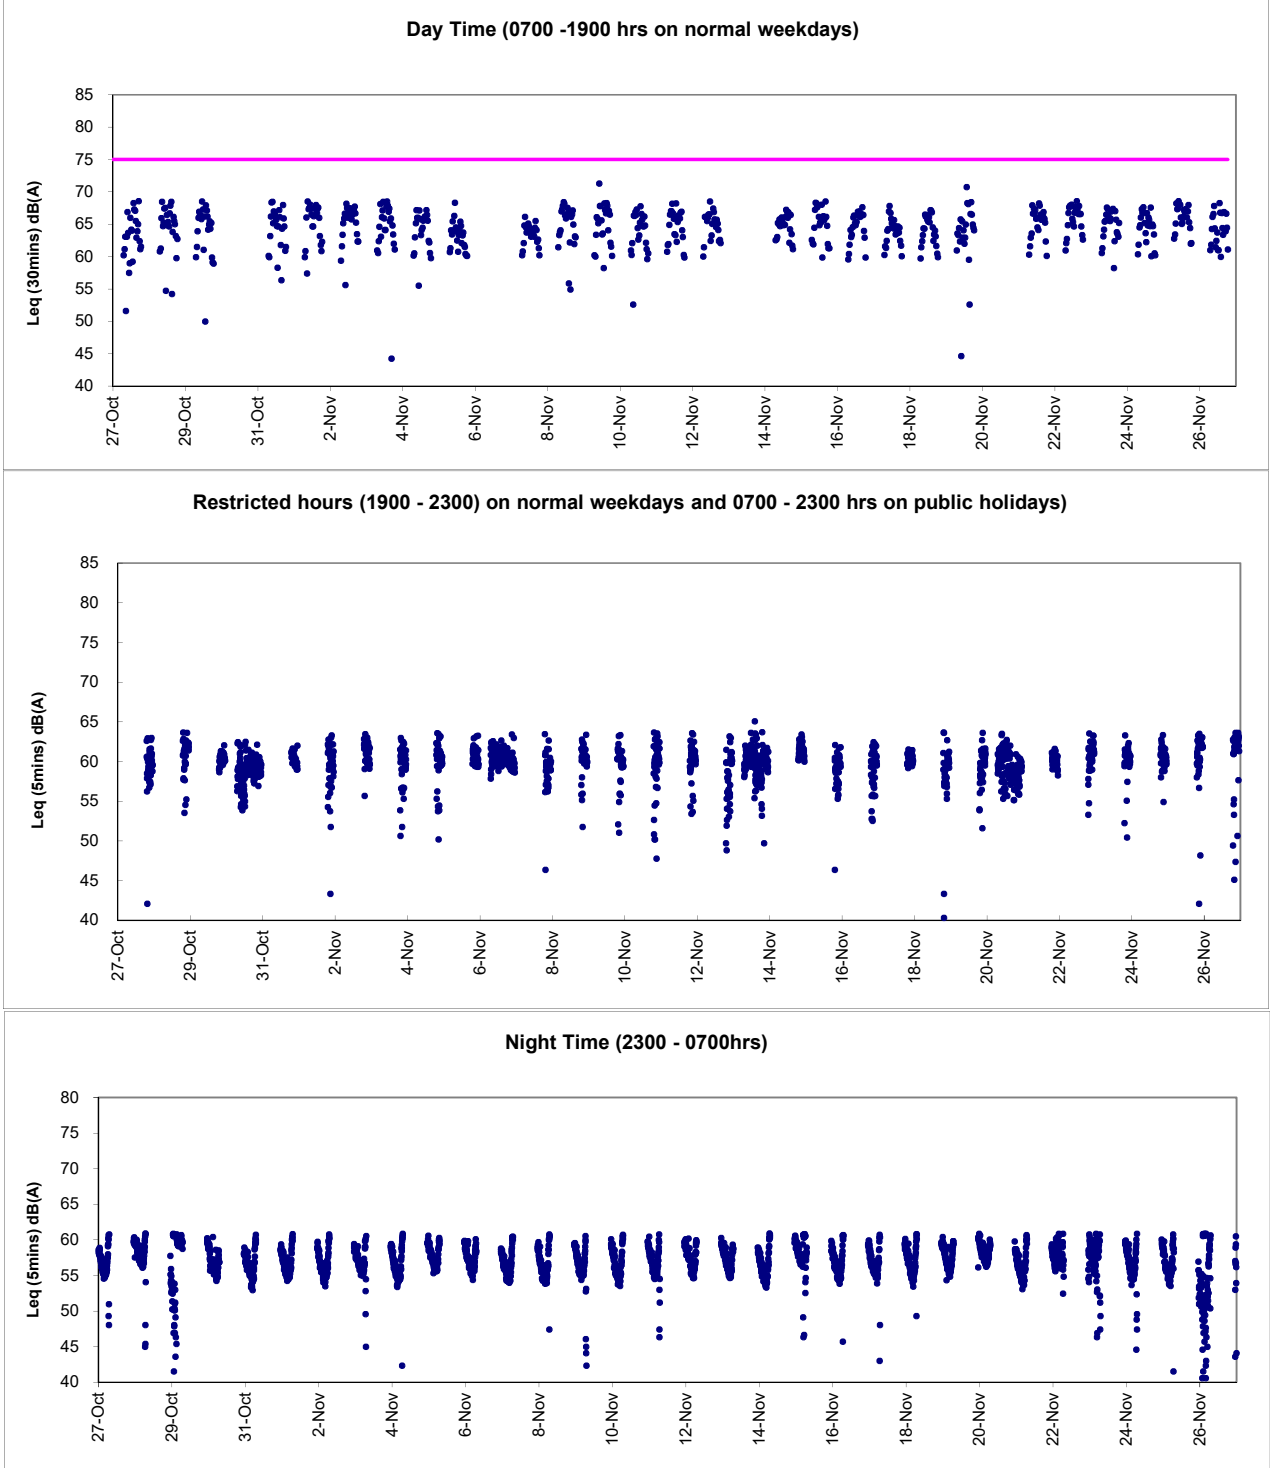 Day Time (0700 -1900 hrs on normal weekdays)
85
80
75
70
65
60
55
50
45
40
Leq (30mins) dB(A)
27-Oct
29-Oct
31-Oct
2-Nov
4-Nov
6-Nov
8-Nov
10-Nov
12-Nov
14-Nov
16-Nov
18-Nov
20-Nov
22-Nov
24-Nov
26-Nov
Restricted hours (1900 - 2300) on normal weekdays and 0700 - 2300 hrs on public holidays)
85
80
75
70
65
60
55
50
45
40
Leq (5mins) dB(A)
27-Oct
29-Oct
31-Oct
2-Nov
4-Nov
6-Nov
8-Nov
10-Nov
12-Nov
14-Nov
16-Nov
18-Nov
20-Nov
22-Nov
24-Nov
26-Nov
Night Time (2300 - 0700hrs)
80
75
70
65
60
55
50
45
40
Leq (5mins) dB(A)
27-Oct
29-Oct
31-Oct
2-Nov
4-Nov
6-Nov
8-Nov
10-Nov
12-Nov
14-Nov
16-Nov
18-Nov
20-Nov
22-Nov
24-Nov
26-Nov